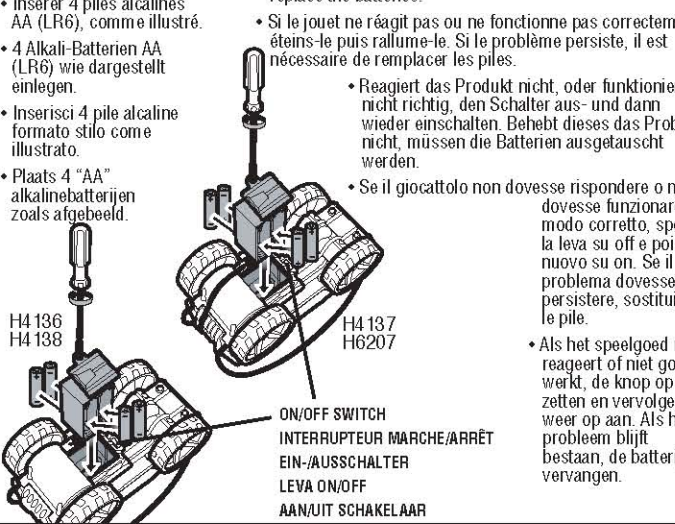 • Insérer 4 piles alcalines
AA (LR6), comme illustré.
• 4 Alkali-Batterien AA
(LR6) wie dargestellt
einlegen.
• Inserisci 4 pile alcaline
formato stilo come
illustrato.
• Plaats 4 “AA”
alkalinebatterijen
zoals afgebeeld.
replace the batteries.
• Si le jouet ne réagit pas ou ne fonctionne pas correctem
éteins-le puis rallume-le. Si le problème persiste, il est
nécessaire de remplacer les piles.
• Reagiert das Produkt nicht, oder funktionie
nicht richtig, den Schalter aus- und dann
wieder einschalten. Behebt dieses das Prob
nicht, müssen die Batterien ausgetauscht
werden.
• Se il giocattolo non dovesse rispondere o n
dovesse funzionare
modo corretto, spe
la leva su off e poi
nuovo su on. Se il
problema dovesse
persistere, sostitui
le pile.
• Als het speelgoed
reageert of niet go
werkt, de knop op
zetten en vervolge
weer op aan. Als h
probleem blijft
bestaan, de batteri
vervangen.
H4136
H4138
H4137
H6207
ON/OFF SWITCH
INTERRUPTEUR MARCHE/ARRÊT
EIN-/AUSSCHALTER
LEVA ON/OFF
AAN/UIT SCHAKELAAR